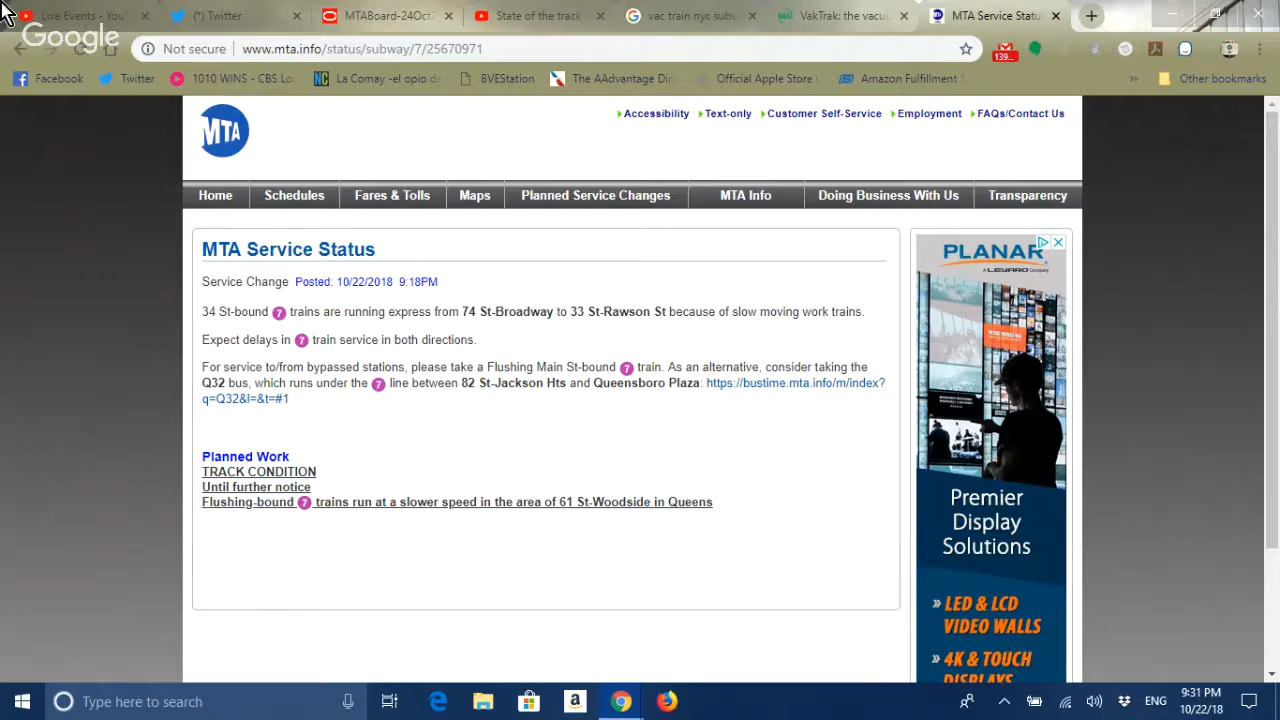 Live Events - You
(*) Twitter
MTABoard-24Oct2
State of the track
vac train nyc subw
VakTrak: the vacu
MTA Service Status
Google
Not secure
www.mta.info/status/subway/7/25670971
139...
Facebook
Twitter
1010 WINS - CBS Lo
La Comay -el opio de
BVEStation
The AAdvantage Di
Official Apple Store
Amazon Fulfillment S
»
Other bookmarks
MTA
Accessibility
Text-only
Customer Self-Service
Employment
FAQs/Contact Us
Home
Schedules
Fares & Tolls
Maps
Planned Service Changes
MTA Info
Doing Business With Us
Transparency
MTA Service Status
Service Change Posted: 10/22/2018 9:18PM
34 St-bound 7 trains are running express from 74 St-Broadway to 33 St-Rawson St because of slow moving work trains.
Expect delays in 7 train service in both directions.
For service to/from bypassed stations, please take a Flushing Main St-bound 7 train. As an alternative, consider taking the
Q32 bus, which runs under the 7 line between 82 St-Jackson Hts and Queensboro Plaza: https://bustime.mta.info/m/index?
q=Q32&l=&t=#1
Planned Work
TRACK CONDITION
Until further notice
Flushing-bound 7 trains run at a slower speed in the area of 61 St-Woodside in Queens
PLANAR
A LEYARD Company
Premier
Display
Solutions
» LED & LCD
VIDEO WALLS
» 4K & TOUCH
DISPLAYS
Type here to search
ENG
9:31 PM
10/22/18